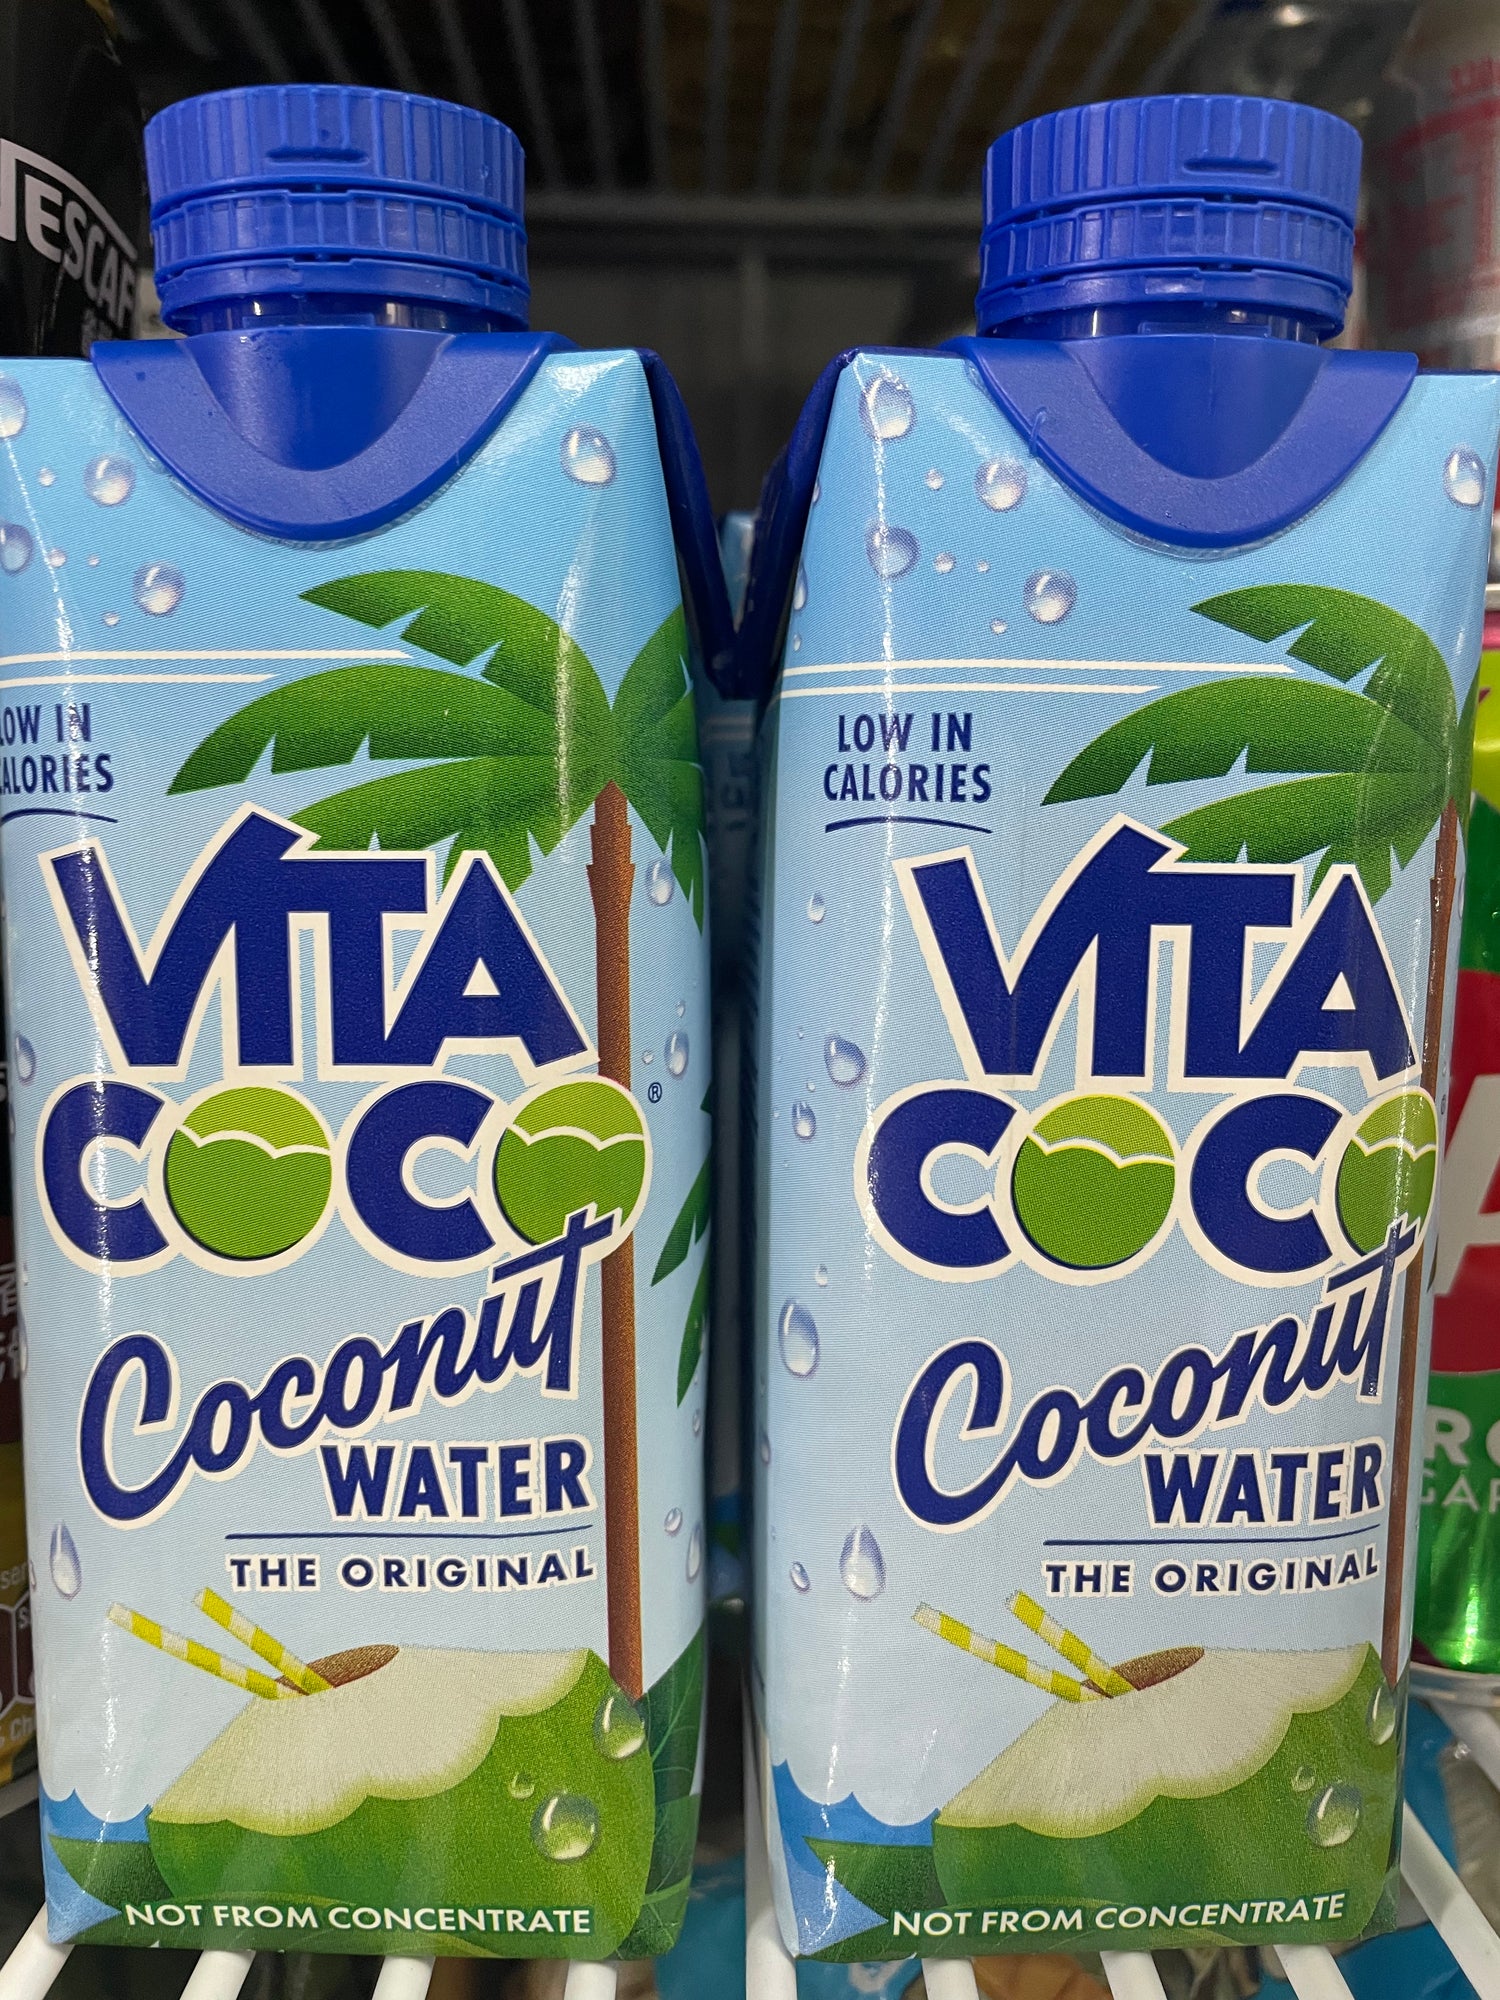 NESCAF
LOW IN
CALORIES
VITA
COCO®
Coconut
WATER
THE ORIGINAL
NOT FROM CONCENTRATE
LOW IN
CALORIES
VITA
COCO
Coconut
WATER
THE ORIGINAL
NOT FROM CONCENTRATE